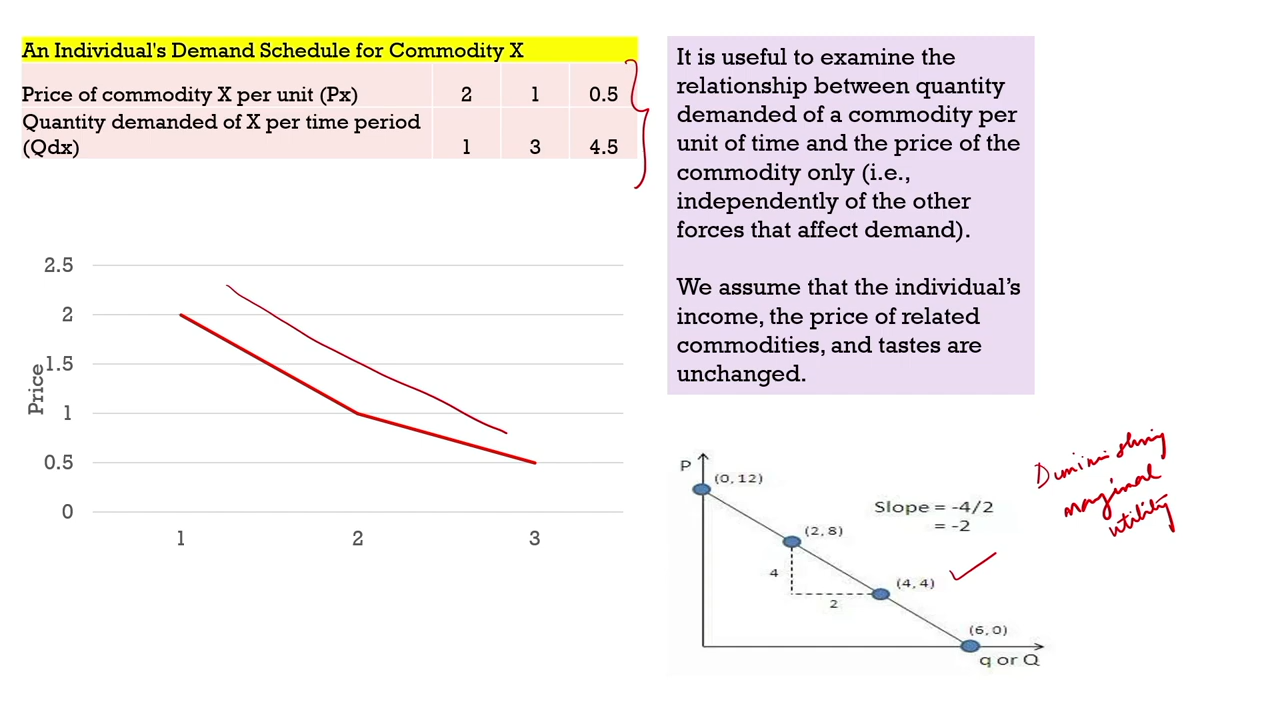 An Individual's Demand Schedule for Commodity X
Price of commodity X per unit (Px) 2 1 0.5
Quantity demanded of X per time period
(Qdx) 1 3 4.5
It is useful to examine the
relationship between quantity
demanded of a commodity per
unit of time and the price of the
commodity only (i.e.,
independently of the other
forces that affect demand).
We assume that the individual's
income, the price of related
commodities, and tastes are
unchanged.
2.5
2
1.5
1
0.5
0
Price
1 2 3
P
(0, 12)
Slope = -4/2
= -2
(2, 8)
4
(4, 4)
2
(6, 0)
q or Q
Diminishing
marginal
utility